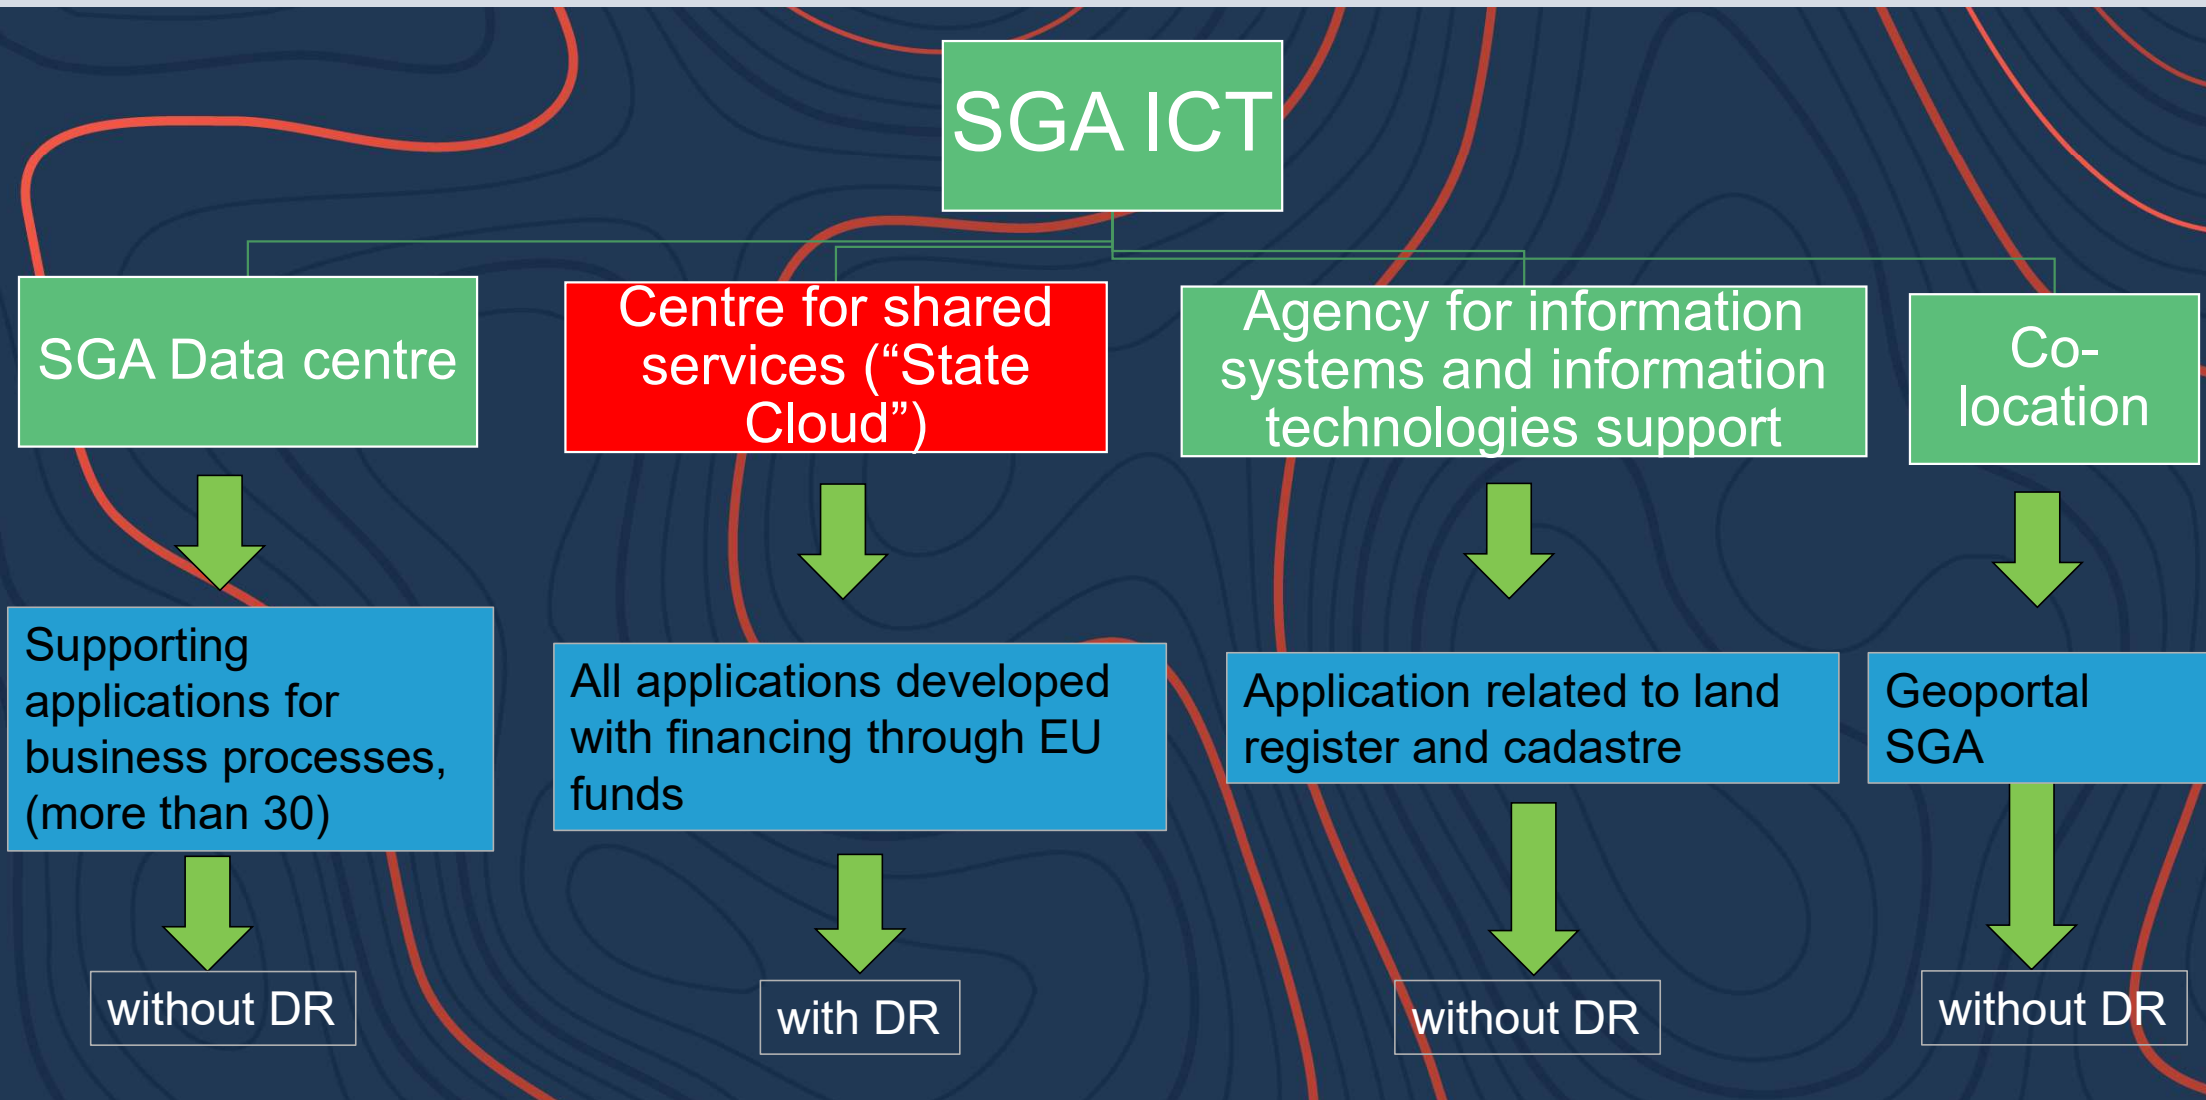 SGA ICT
SGA Data centre
Centre for shared
services (“State
Cloud”)
Agency for information
systems and information
technologies support
Co-
location
Supporting
applications for
business processes,
(more than 30)
All applications developed
with financing through EU
funds
Application related to land
register and cadastre
Geoportal
SGA
without DR
with DR
without DR
without DR